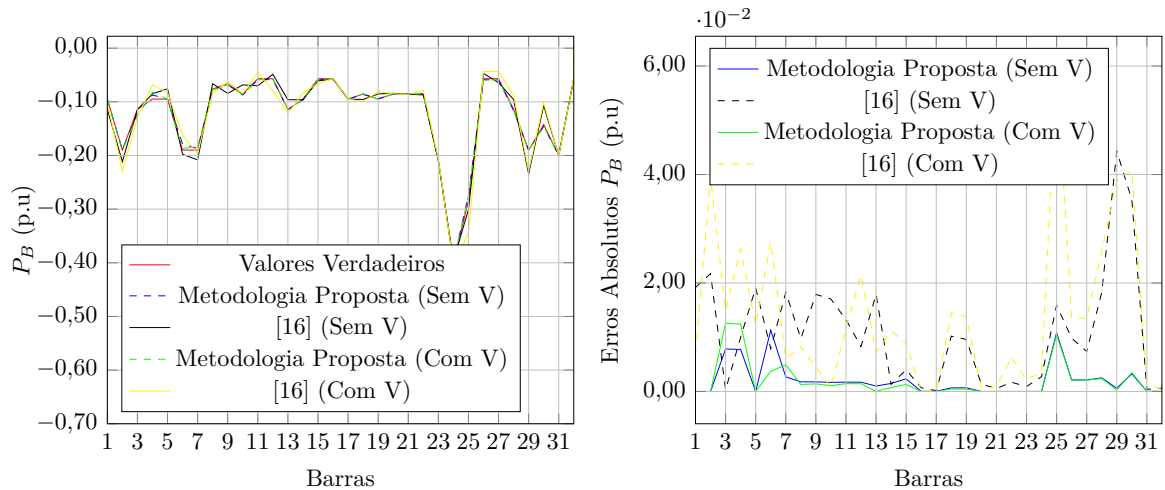 0,00
−0,10
−0,20
−0,30
−0,40
−0,50
−0,60
−0,70
P_B (p.u)
Valores Verdadeiros
Metodologia Proposta (Sem V)
[16] (Sem V)
Metodologia Proposta (Com V)
[16] (Com V)
1 3 5 7 9 11 13 15 17 19 21 23 25 27 29 31
Barras
·10−2
6,00
4,00
2,00
0,00
Erros Absolutos P_B (p.u)
Metodologia Proposta (Sem V)
[16] (Sem V)
Metodologia Proposta (Com V)
[16] (Com V)
1 3 5 7 9 11 13 15 17 19 21 23 25 27 29 31
Barras